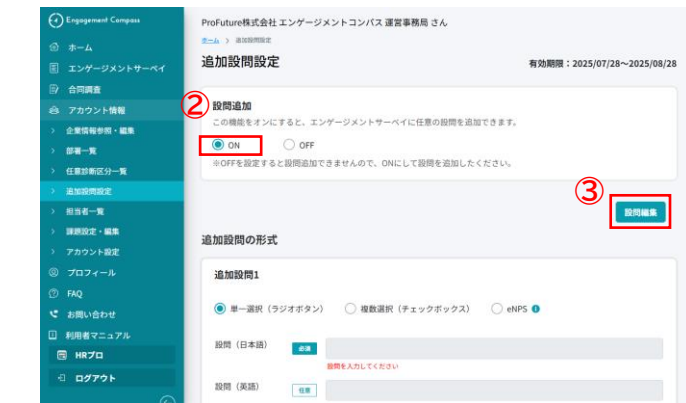 Engagement Compass
ホーム
エンゲージメントサーベイ
合同調査
アカウント情報
企業情報参照・編集
部署一覧
任意診断区分一覧
追加設問設定
担当者一覧
課題設定・編集
アカウント設定
プロフィール
FAQ
お問い合わせ
利用者マニュアル
HRプロ
ログアウト
ProFuture株式会社 エンゲージメントコンパス 運営事務局 さん
ホーム > 追加設問設定
追加設問設定
有効期限：2025/07/28~2025/08/28
②
設問追加
この機能をオンにすると、エンゲージメントサーベイに任意の設問を追加できます。
ON OFF
※OFFを設定すると設問追加できませんので、ONにして設問を追加したください。
③
設問編集
追加設問の形式
追加設問1
単一選択（ラジオボタン） 複数選択（チェックボックス） eNPS
設問（日本語） 必須
設問を入力してください
設問（英語） 任意